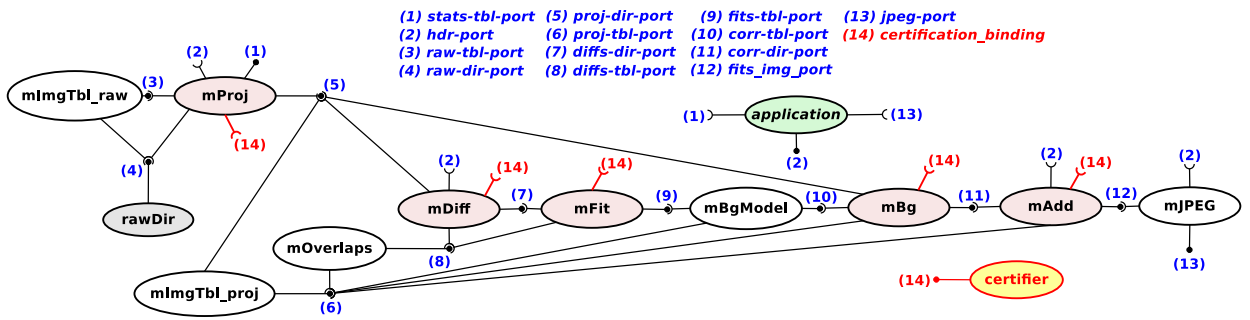 (1) stats-tbl-port (5) proj-dir-port (9) fits-tbl-port (13) jpeg-port
(2) hdr-port (6) proj-tbl-port (10) corr-tbl-port (14) certification_binding
(3) raw-tbl-port (7) diffs-dir-port (11) corr-dir-port
(4) raw-dir-port (8) diffs-tbl-port (12) fits_img_port
(2) (1)
mImgTbl_raw (3) mProj (5)
(1) application (13)
(14)
(4)
(2)
rawDir
(2) (14) (14) (14) (2) (14) (2)
mDiff (7) mFit (9) mBgModel (10) mBg (11) mAdd (12) mJPEG
mOverlaps (8) (13)
mImgTbl_proj (6)
(14) certifier